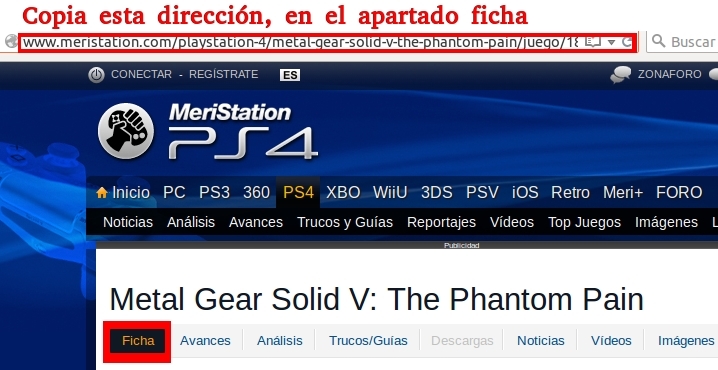 Copia esta dirección, en el apartado ficha
www.meristation.com/playstation-4/metal-gear-solid-v-the-phantom-pain/juego/18
Buscar
CONECTAR - REGÍSTRATE ES ZONAFORO
MeriStation
PS4
Inicio PC PS3 360 PS4 XBO WiiU 3DS PSV iOS Retro Meri+ FORO
Noticias Análisis Avances Trucos y Guías Reportajes Vídeos Top Juegos Imágenes L
Publicidad
Metal Gear Solid V: The Phantom Pain
Ficha Avances Análisis Trucos/Guías Descargas Noticias Vídeos Imágenes